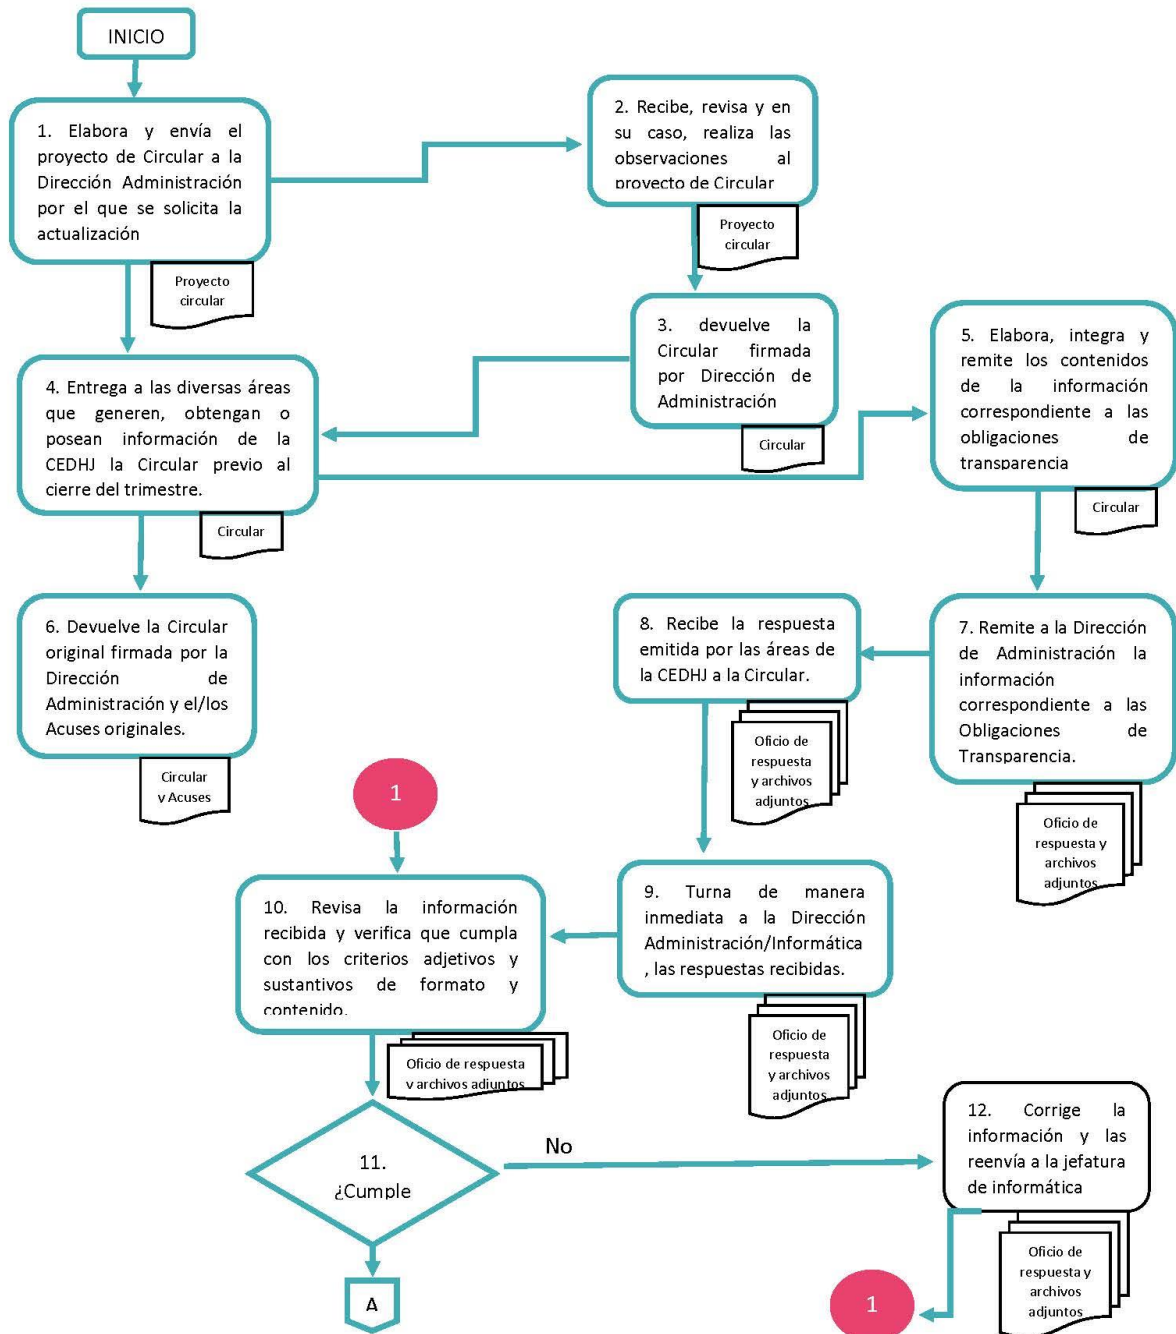 INICIO
1. Elabora y envía el
proyecto de Circular a la
Dirección Administración
por el que se solicita la
actualización
Proyecto
circular
2. Recibe, revisa y en
su caso, realiza las
observaciones al
proyecto de Circular
Proyecto
circular
3. devuelve la
Circular firmada
por Dirección de
Administración
Circular
4. Entrega a las diversas áreas
que generen, obtengan o
posean información de la
CEDHJ la Circular previo al
cierre del trimestre.
Circular
5. Elabora, integra y
remite los contenidos
de la información
correspondiente a las
obligaciones de
transparencia
Circular
6. Devuelve la Circular
original firmada por la
Dirección de
Administración y el/los
Acuses originales.
Circular
y Acuses
7. Remite a la Dirección
de Administración la
información
correspondiente a las
Obligaciones de
Transparencia.
Oficio de
respuesta y
archivos
adjuntos
8. Recibe la respuesta
emitida por las áreas de
la CEDHJ a la Circular.
Oficio de
respuesta
y archivos
adjuntos
9. Turna de manera
inmediata a la Dirección
Administración/Informática
, las respuestas recibidas.
Oficio de
respuesta
y archivos
adjuntos
1
10. Revisa la información
recibida y verifica que cumpla
con los criterios adjetivos y
sustantivos de formato y
contenido.
Oficio de respuesta
y archivos adjuntos
11.
¿Cumple
No
12. Corrige la
información y las
reenvía a la jefatura
de informática
Oficio de
respuesta y
archivos
adjuntos
A
1